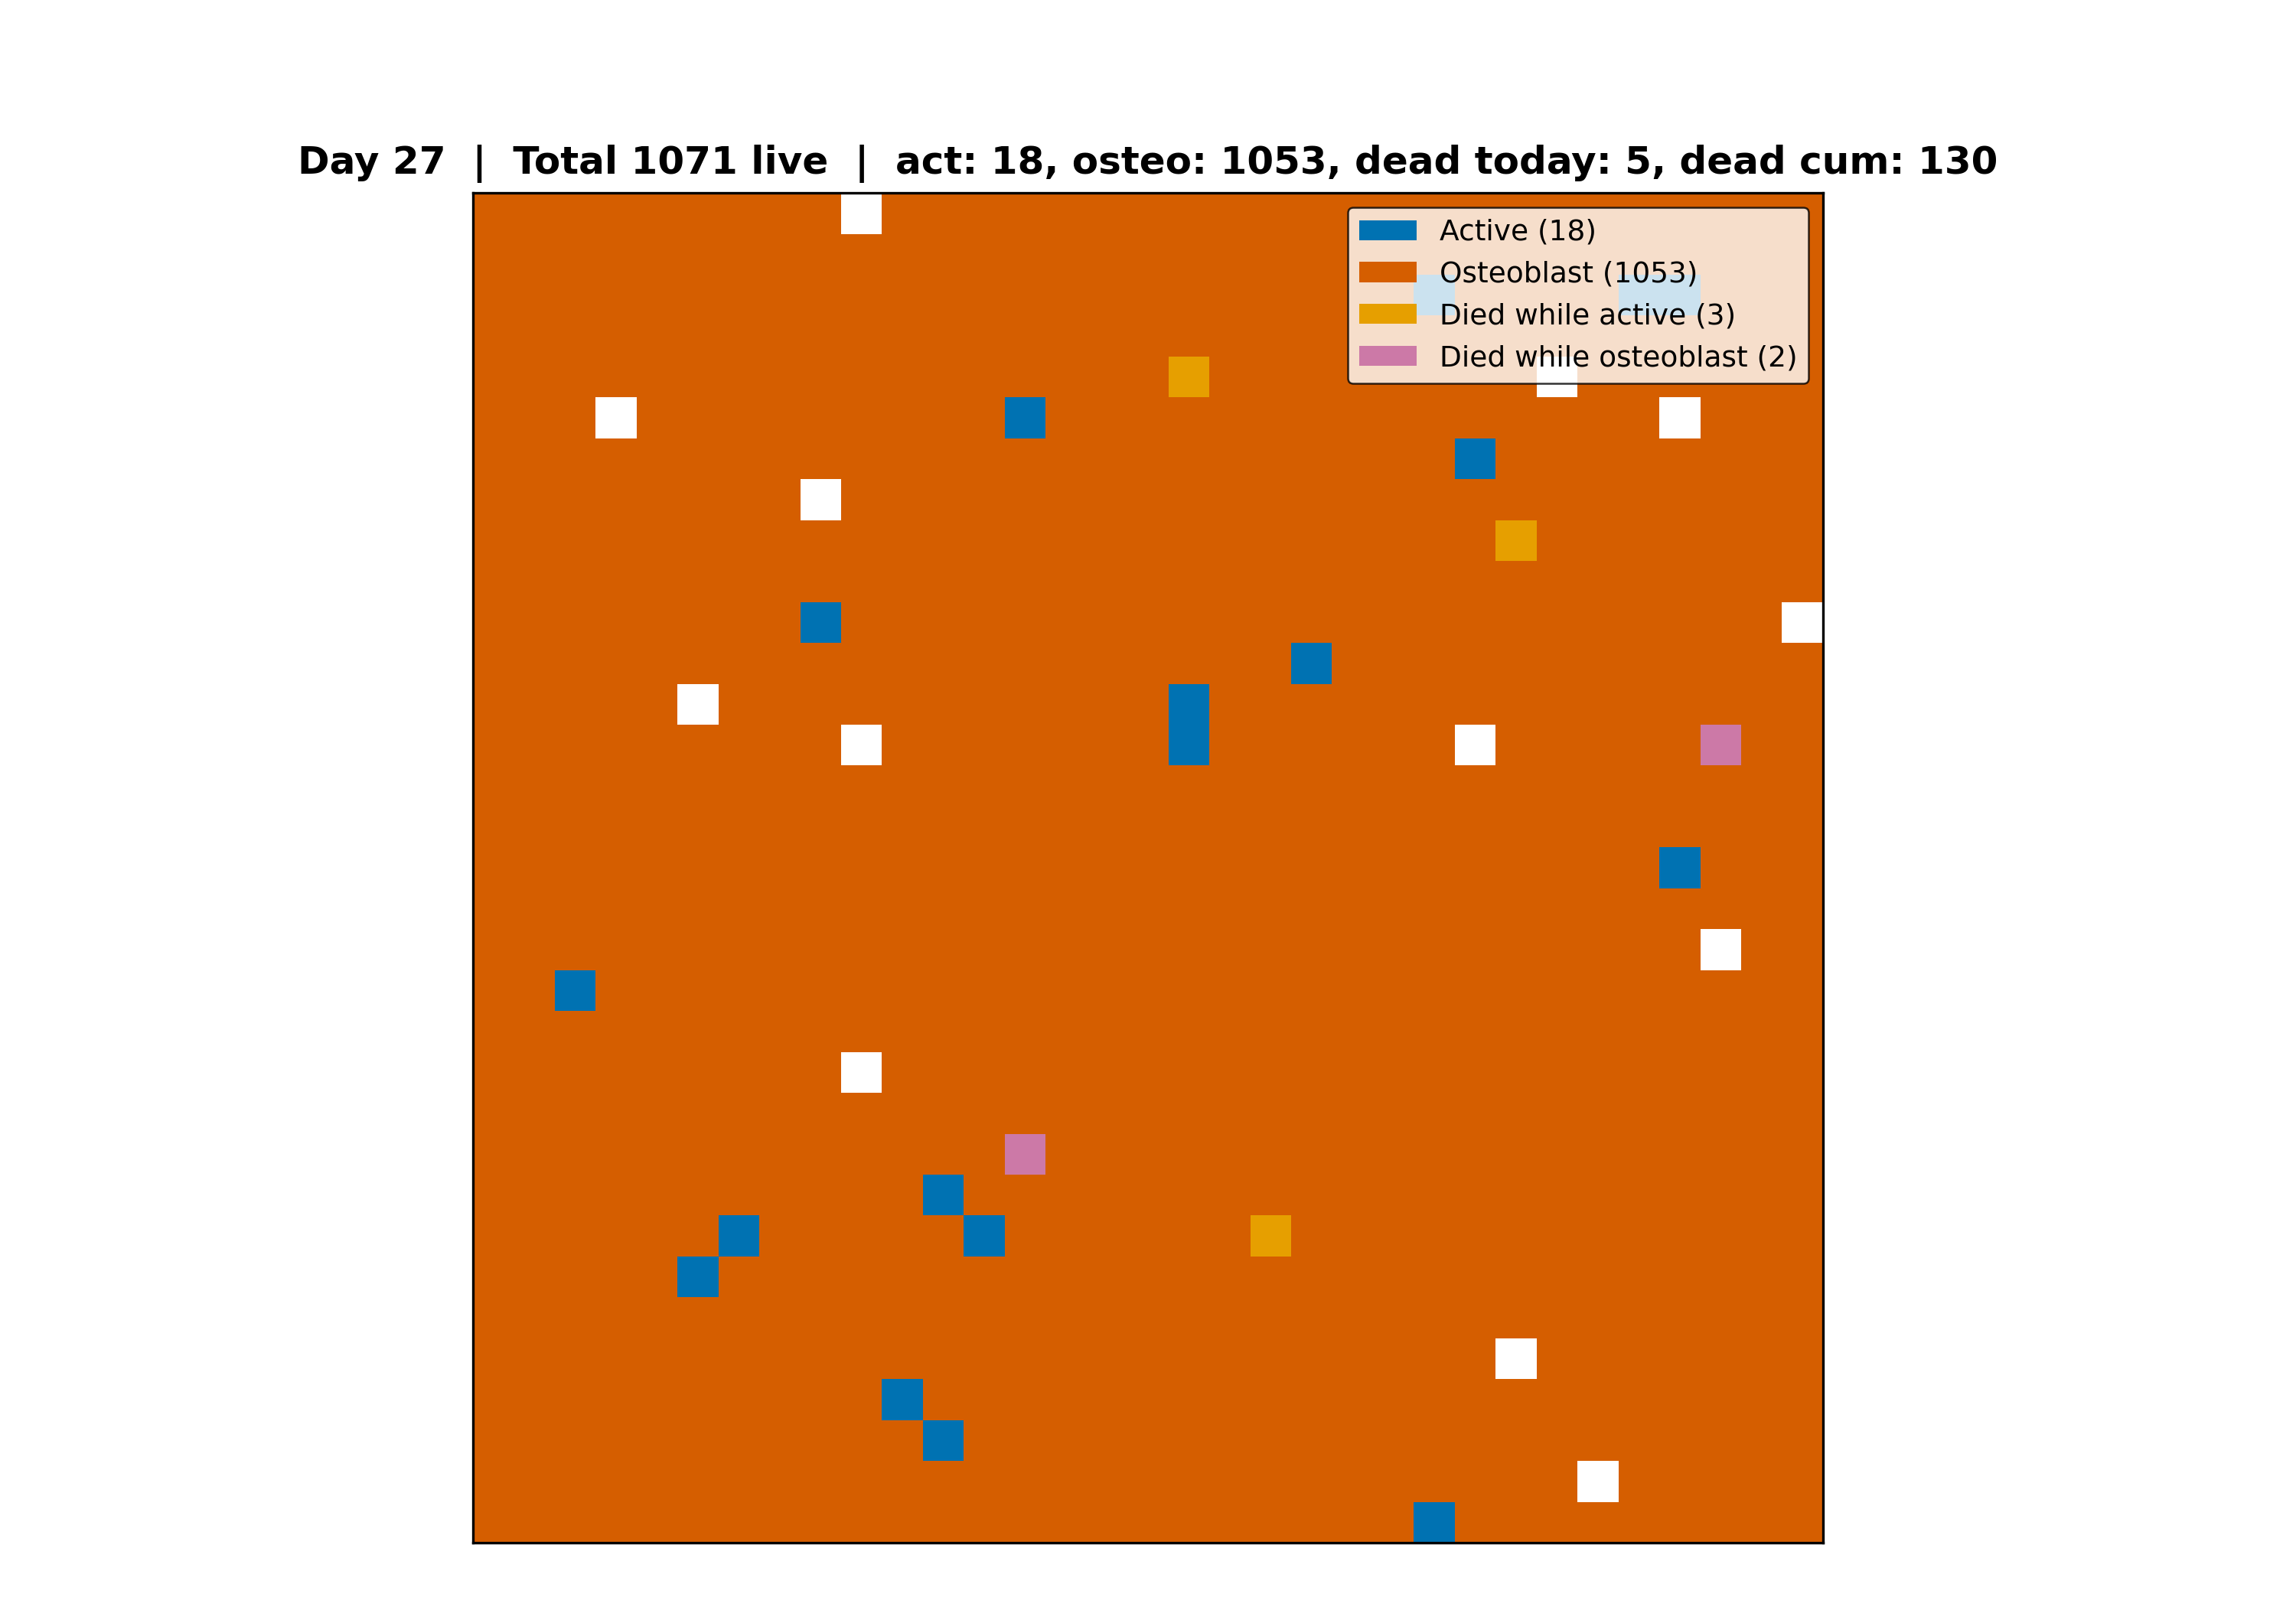 Day 27 | Total 1071 live | act: 18, osteo: 1053, dead today: 5, dead cum: 130
Active (18)
Osteoblast (1053)
Died while active (3)
Died while osteoblast (2)